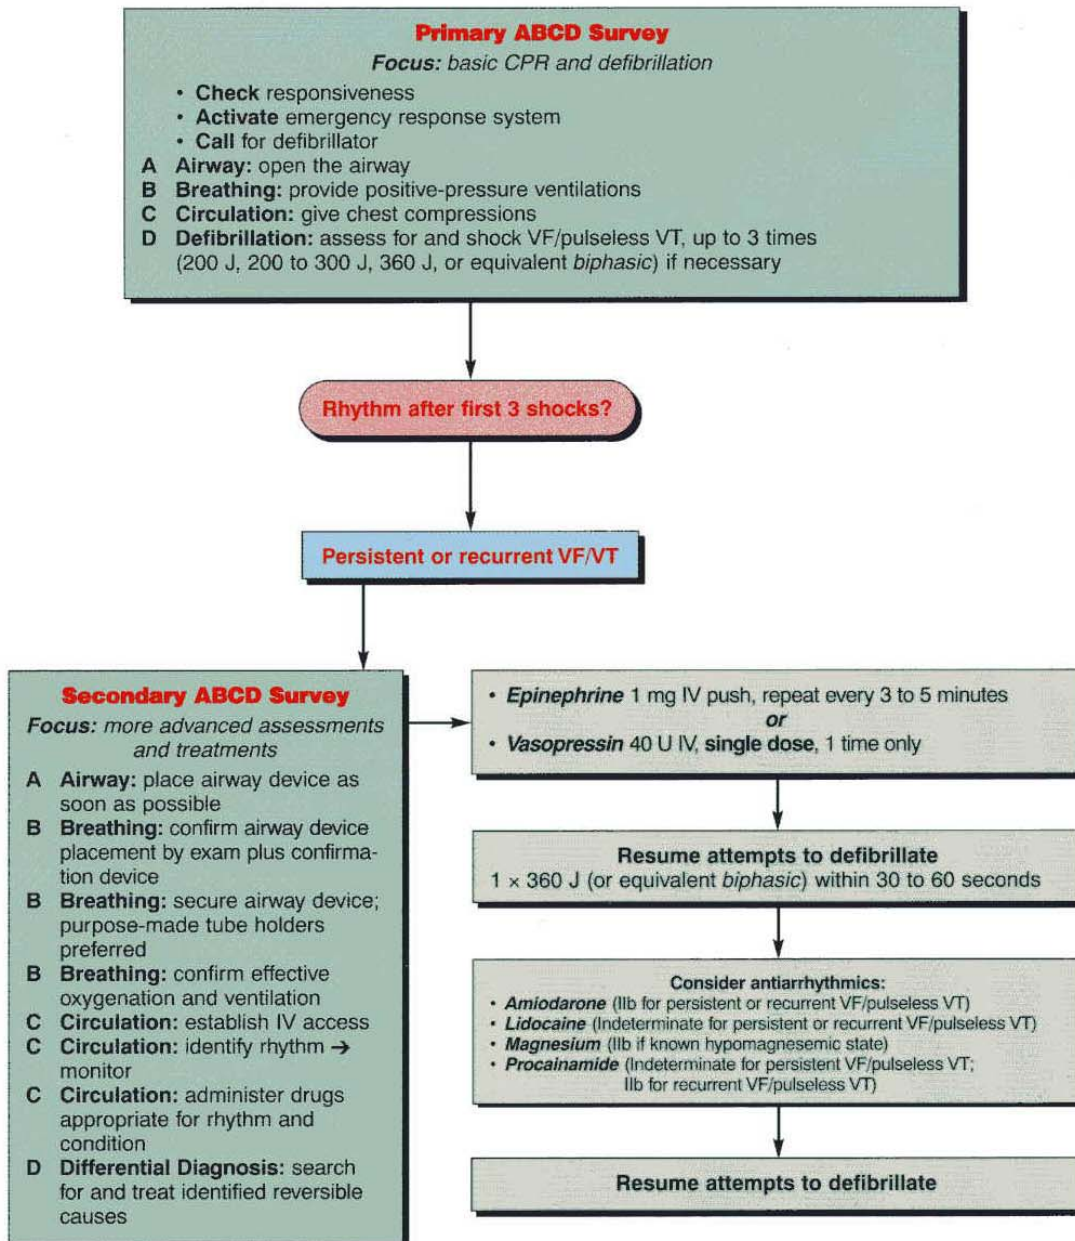 Primary ABCD Survey
Focus: basic CPR and defibrillation
• Check responsiveness
• Activate emergency response system
• Call for defibrillator
A Airway: open the airway
B Breathing: provide positive-pressure ventilations
C Circulation: give chest compressions
D Defibrillation: assess for and shock VF/pulseless VT, up to 3 times
(200 J, 200 to 300 J, 360 J, or equivalent biphasic) if necessary
Rhythm after first 3 shocks?
Persistent or recurrent VF/VT
Secondary ABCD Survey
Focus: more advanced assessments
and treatments
A Airway: place airway device as
soon as possible
B Breathing: confirm airway device
placement by exam plus confirma-
tion device
B Breathing: secure airway device;
purpose-made tube holders
preferred
B Breathing: confirm effective
oxygenation and ventilation
C Circulation: establish IV access
C Circulation: identify rhythm →
monitor
C Circulation: administer drugs
appropriate for rhythm and
condition
D Differential Diagnosis: search
for and treat identified reversible
causes
• Epinephrine 1 mg IV push, repeat every 3 to 5 minutes
or
• Vasopressin 40 U IV, single dose, 1 time only
Resume attempts to defibrillate
1 × 360 J (or equivalent biphasic) within 30 to 60 seconds
Consider antiarrhythmics:
• Amiodarone (IIb for persistent or recurrent VF/pulseless VT)
• Lidocaine (Indeterminate for persistent or recurrent VF/pulseless VT)
• Magnesium (IIb if known hypomagnesemic state)
• Procainamide (Indeterminate for persistent VF/pulseless VT;
IIb for recurrent VF/pulseless VT)
Resume attempts to defibrillate